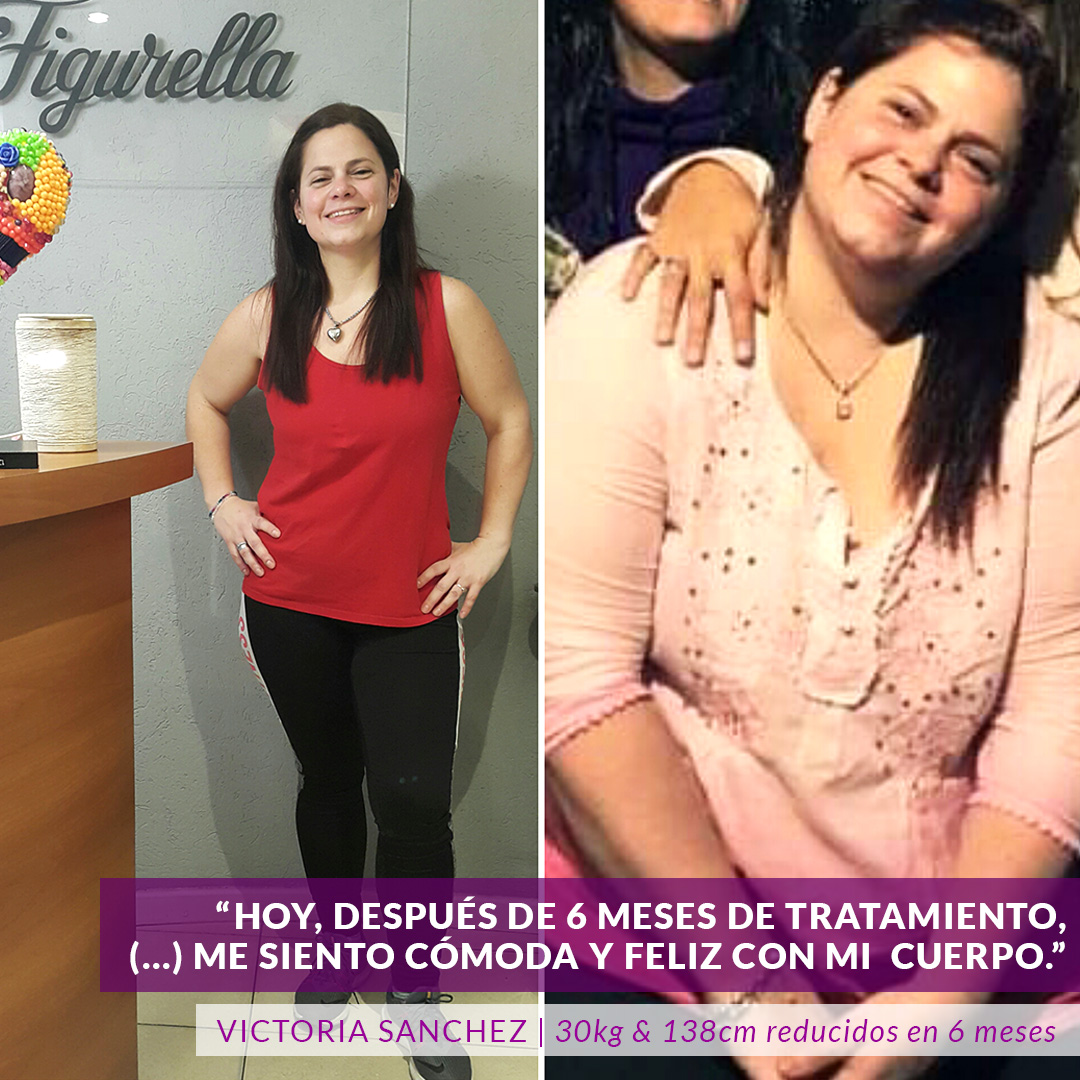 Figurella
“HOY, DESPUÉS DE 6 MESES DE TRATAMIENTO,
(...) ME SIENTO CÓMODA Y FELIZ CON MI CUERPO.”
VICTORIA SANCHEZ | 30kg & 138cm reducidos en 6 meses